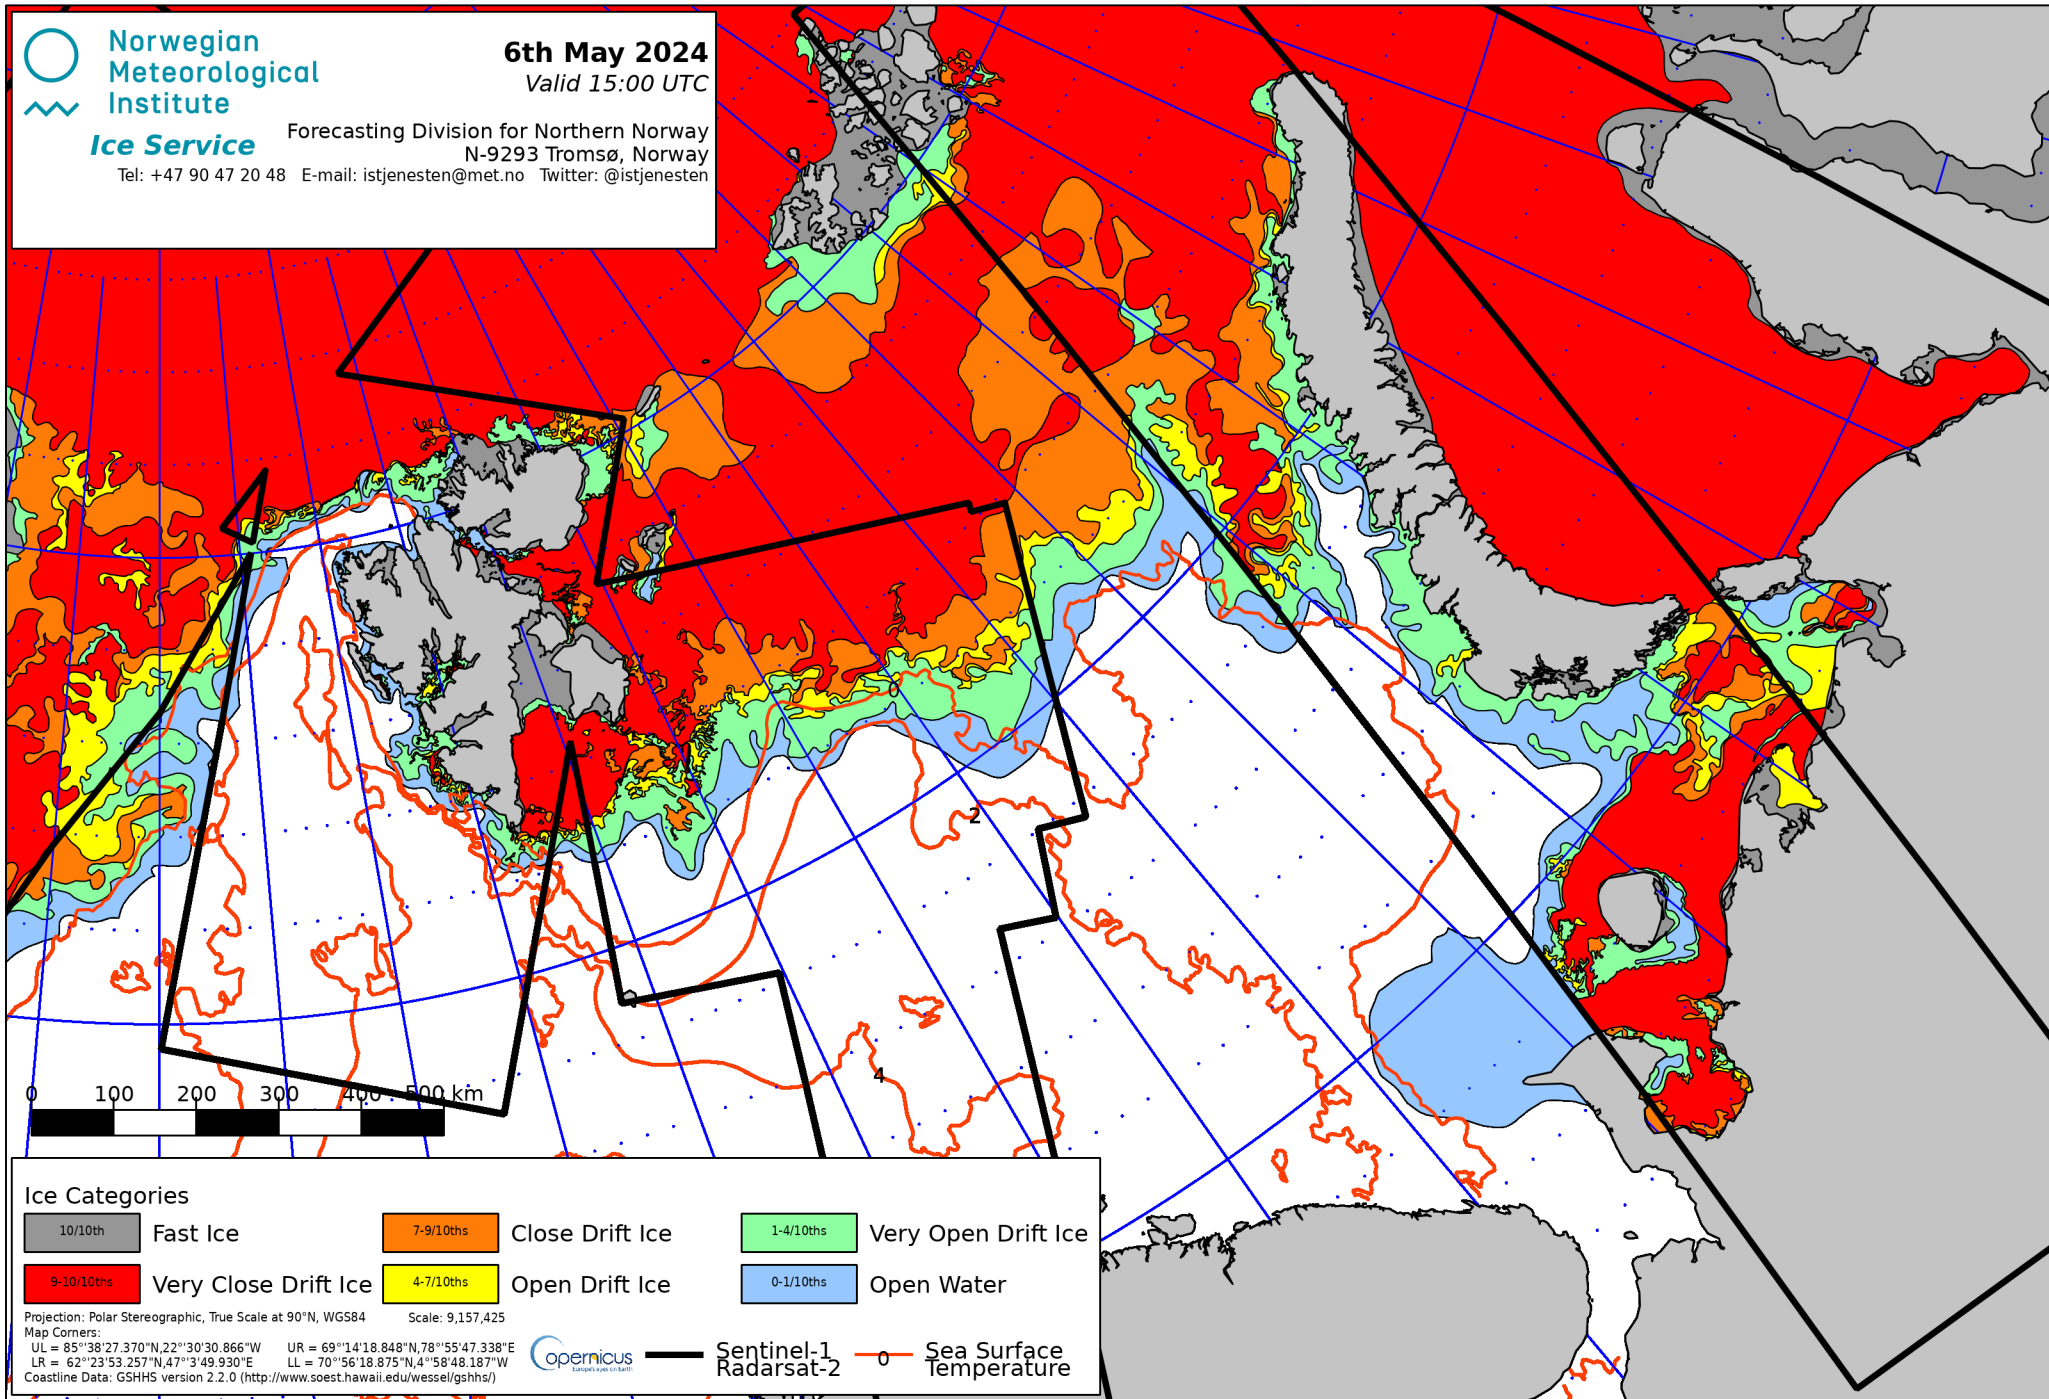 Norwegian
Meteorological
Institute
Ice Service
6th May 2024
Valid 15:00 UTC
Forecasting Division for Northern Norway
N-9293 Tromsø, Norway
Tel: +47 90 47 20 48 E-mail: istjenesten@met.no Twitter: @istjenesten
2
4
0 100 200 300 400 500 km
Ice Categories
10/10th Fast Ice
7-9/10ths Close Drift Ice
1-4/10ths Very Open Drift Ice
9-10/10ths Very Close Drift Ice
4-7/10ths Open Drift Ice
0-1/10ths Open Water
Projection: Polar Stereographic, True Scale at 90°N, WGS84 Scale: 9,157,425
Map Corners:
UL = 85°'38'27.370"N,22°'30'30.866"W UR = 69°'14'18.848"N,78°'55'47.338"E
LR = 62°'23'53.257"N,47°'3'49.930"E LL = 70°'56'18.875"N,4°'58'48.187"W
Coastline Data: GSHHS version 2.2.0 (http://www.soest.hawaii.edu/wessel/gshhs/)
Copernicus
Europe's eyes on Earth
Sentinel-1
Radarsat-2
0
Sea Surface
Temperature